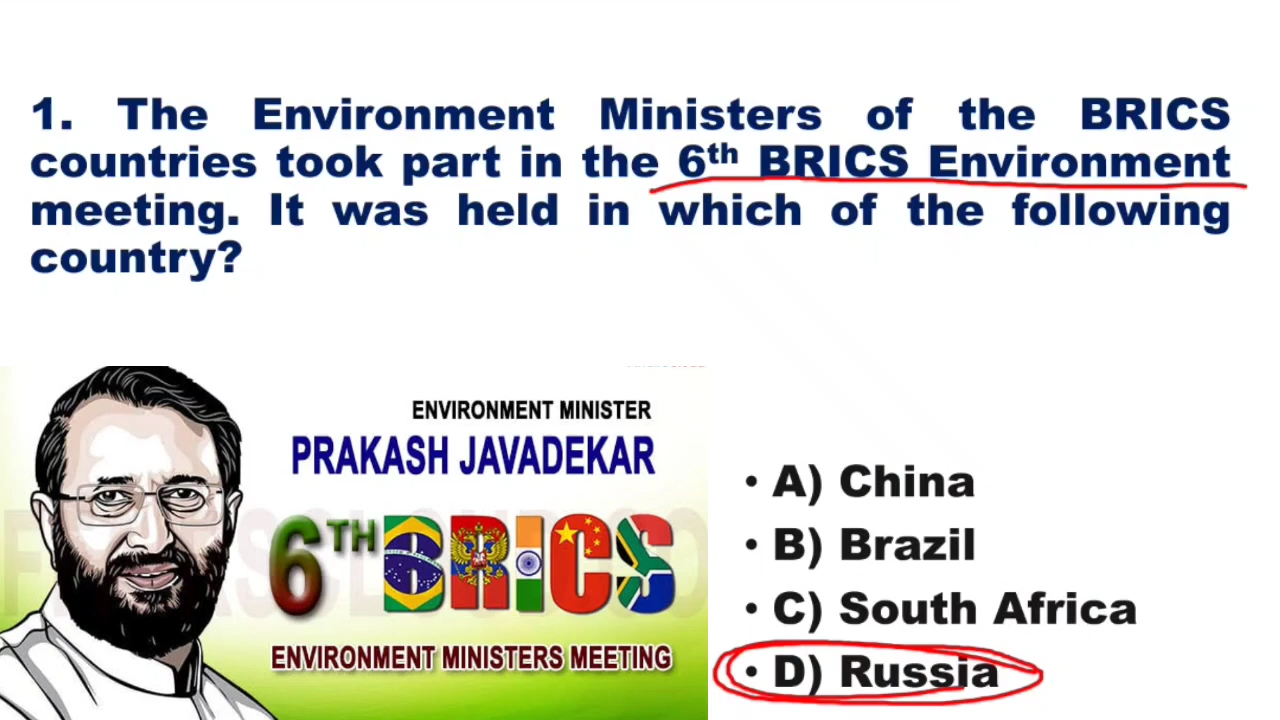 1. The Environment Ministers of the BRICS
countries took part in the 6th BRICS Environment
meeting. It was held in which of the following
country?
ENVIRONMENT MINISTER
PRAKASH JAVADEKAR
6TH BRICS
ENVIRONMENT MINISTERS MEETING
• A) China
• B) Brazil
• C) South Africa
• D) Russia